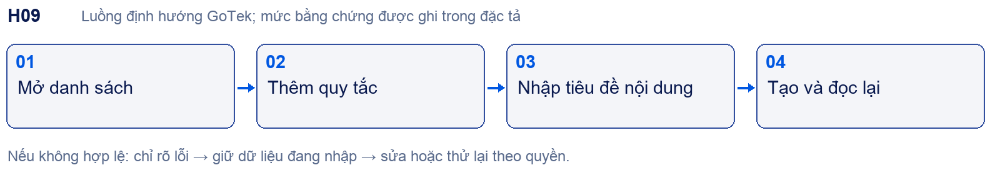 H09 Luồng định hướng GoTek; mức bằng chứng được ghi trong đặc tả
01
Mở danh sách
02
Thêm quy tắc
03
Nhập tiêu đề nội dung
04
Tạo và đọc lại
Nếu không hợp lệ: chỉ rõ lỗi → giữ dữ liệu đang nhập → sửa hoặc thử lại theo quyền.